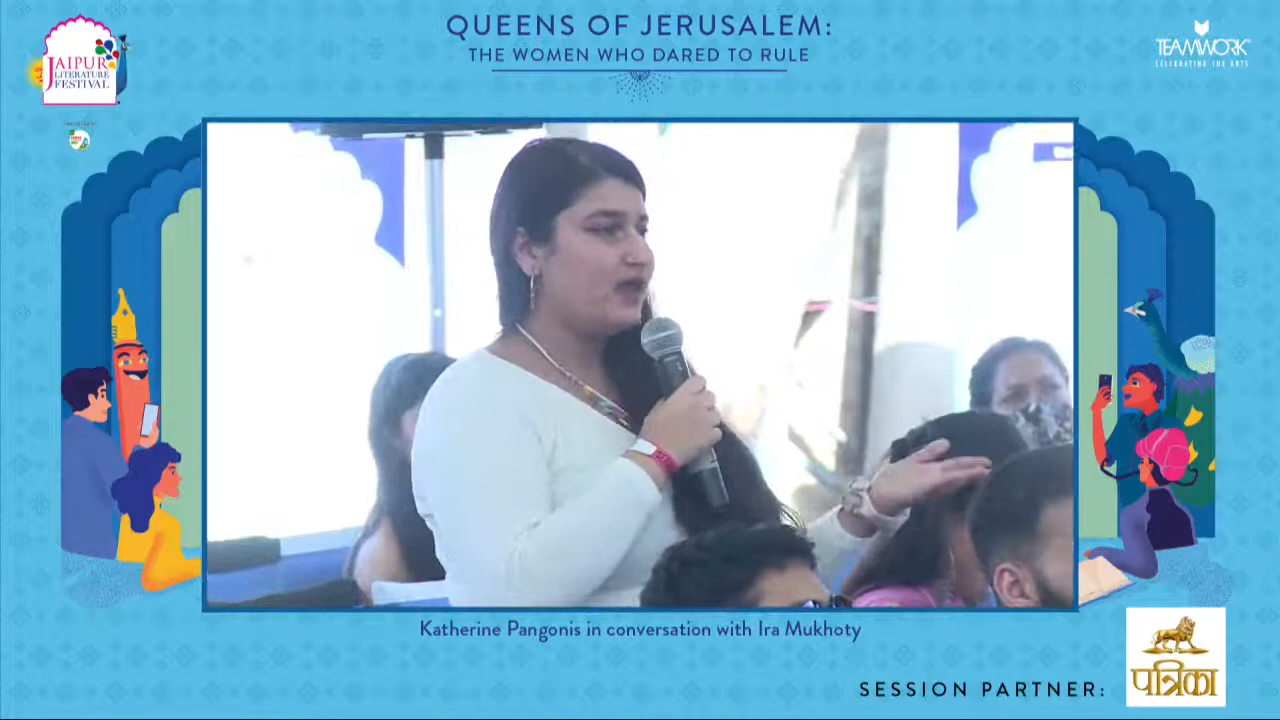 QUEENS OF JERUSALEM:
THE WOMEN WHO DARED TO RULE
JAIPUR
LITERATURE
FESTIVAL
TEAMWORK
CELEBRATING THE ARTS
Katherine Pangonis in conversation with Ira Mukhoty
SESSION PARTNER:
पत्रिका